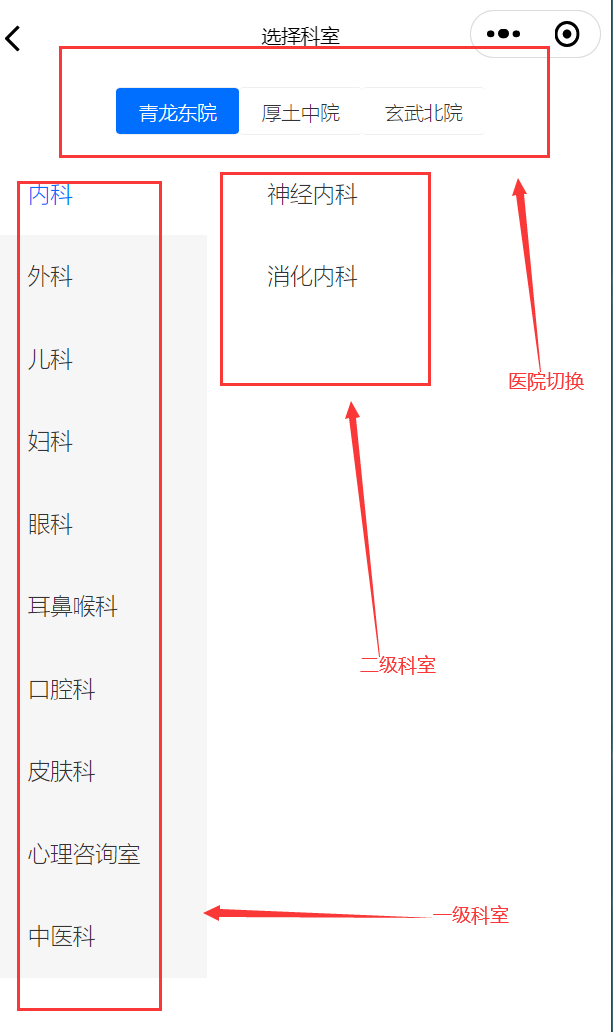 选择科室
青龙东院 厚土中院 玄武北院
内科 神经内科
外科 消化内科
儿科
医院切换
妇科
眼科
耳鼻喉科
二级科室
口腔科
皮肤科
心理咨询室
一级科室
中医科